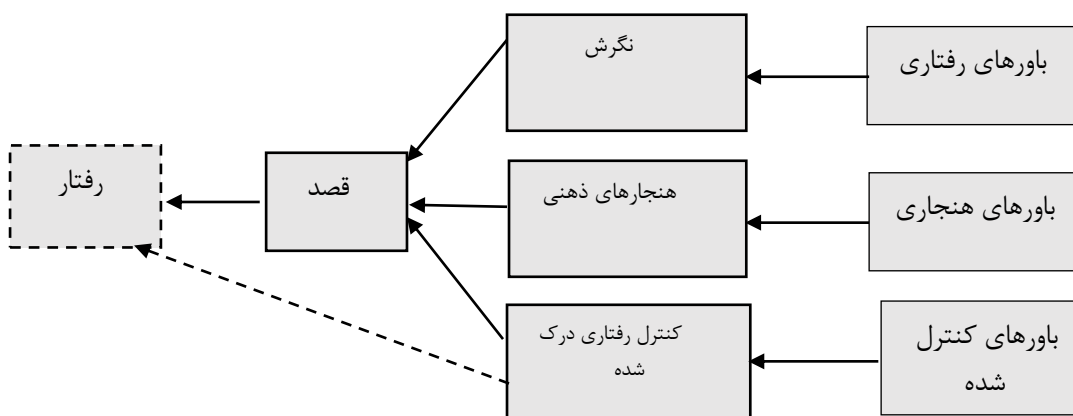 باورهای رفتاری
نگرش
باورهای هنجاری
هنجارهای ذهنی
قصد
رفتار
باورهای کنترل
شده
کنترل رفتاری درک
شده